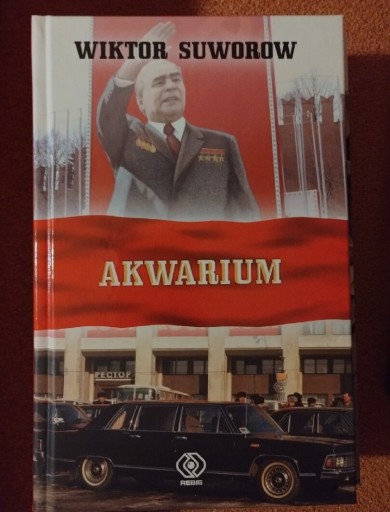 WIKTOR SUWOROW
AKWARIUM
РЕСТОР
REBIS